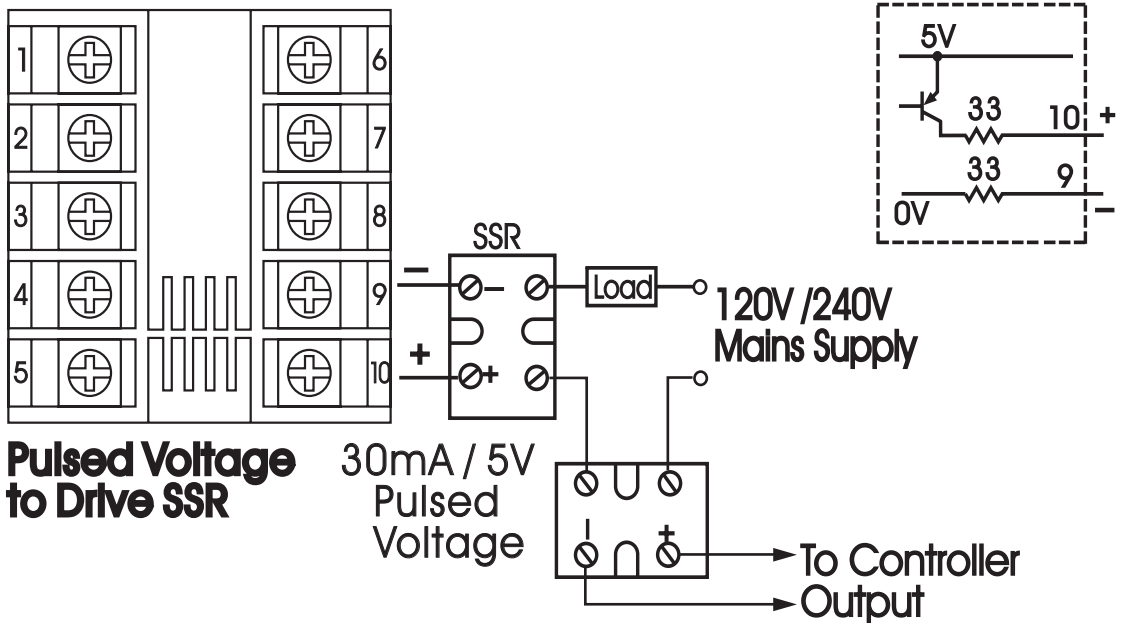 1
2
3
4
5
6
7
8
9
10
−
+
SSR
−
+
Load
120V /240V
Mains Supply
5V
33
10 +
33
9
0V
−
Pulsed Voltage
to Drive SSR
30mA / 5V
Pulsed
Voltage
−
+
To Controller
Output